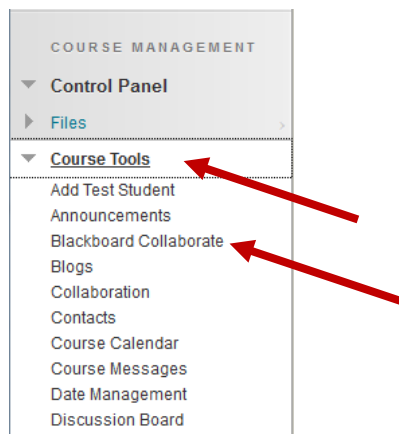 COURSE MANAGEMENT
Control Panel
Files
Course Tools
Add Test Student
Announcements
Blackboard Collaborate
Blogs
Collaboration
Contacts
Course Calendar
Course Messages
Date Management
Discussion Board